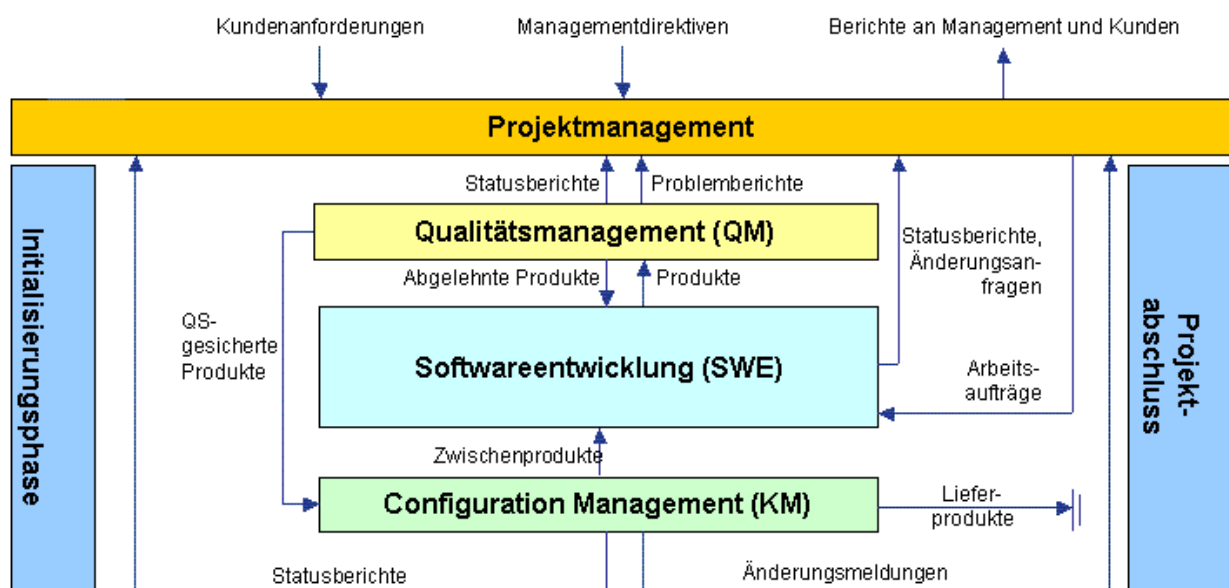 Kundenanforderungen
Managementdirektiven
Berichte an Management und Kunden
Projektmanagement
Initialisierungsphase
Statusberichte
Problemberichte
Qualitätsmanagement (QM)
Abgelehnte Produkte
Produkte
Statusberichte,
Änderungsan-
fragen
QS-
gesicherte
Produkte
Softwareentwicklung (SWE)
Arbeits-
aufträge
Zwischenprodukte
Configuration Management (KM)
Liefer-
produkte
Statusberichte
Änderungsmeldungen
Projekt-
abschluss